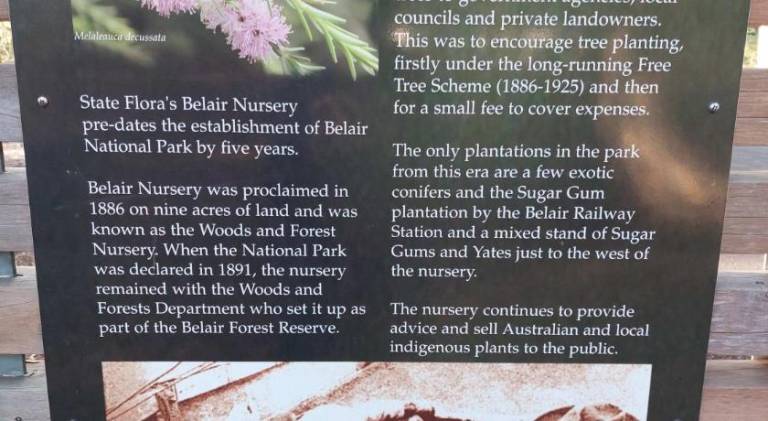 Melaleauca decussata
State Flora's Belair Nursery
pre-dates the establishment of Belair
National Park by five years.
Belair Nursery was proclaimed in
1886 on nine acres of land and was
known as the Woods and Forest
Nursery. When the National Park
was declared in 1891, the nursery
remained with the Woods and
Forests Department who set it up as
part of the Belair Forest Reserve.
trees to government agencies, local
councils and private landowners.
This was to encourage tree planting,
firstly under the long-running Free
Tree Scheme (1886-1925) and then
for a small fee to cover expenses.
The only plantations in the park
from this era are a few exotic
conifers and the Sugar Gum
plantation by the Belair Railway
Station and a mixed stand of Sugar
Gums and Yates just to the west of
the nursery.
The nursery continues to provide
advice and sell Australian and local
indigenous plants to the public.